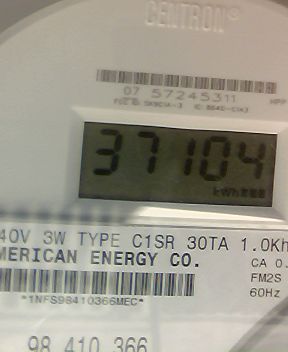 CENTRON®
07 57245311
37104
kWh
40V 3W TYPE C1SR 30TA 1.0Kh
MERICAN ENERGY CO.
CA 0.
FM2S
60Hz
*1NFS98410366MEC*
98 410 366